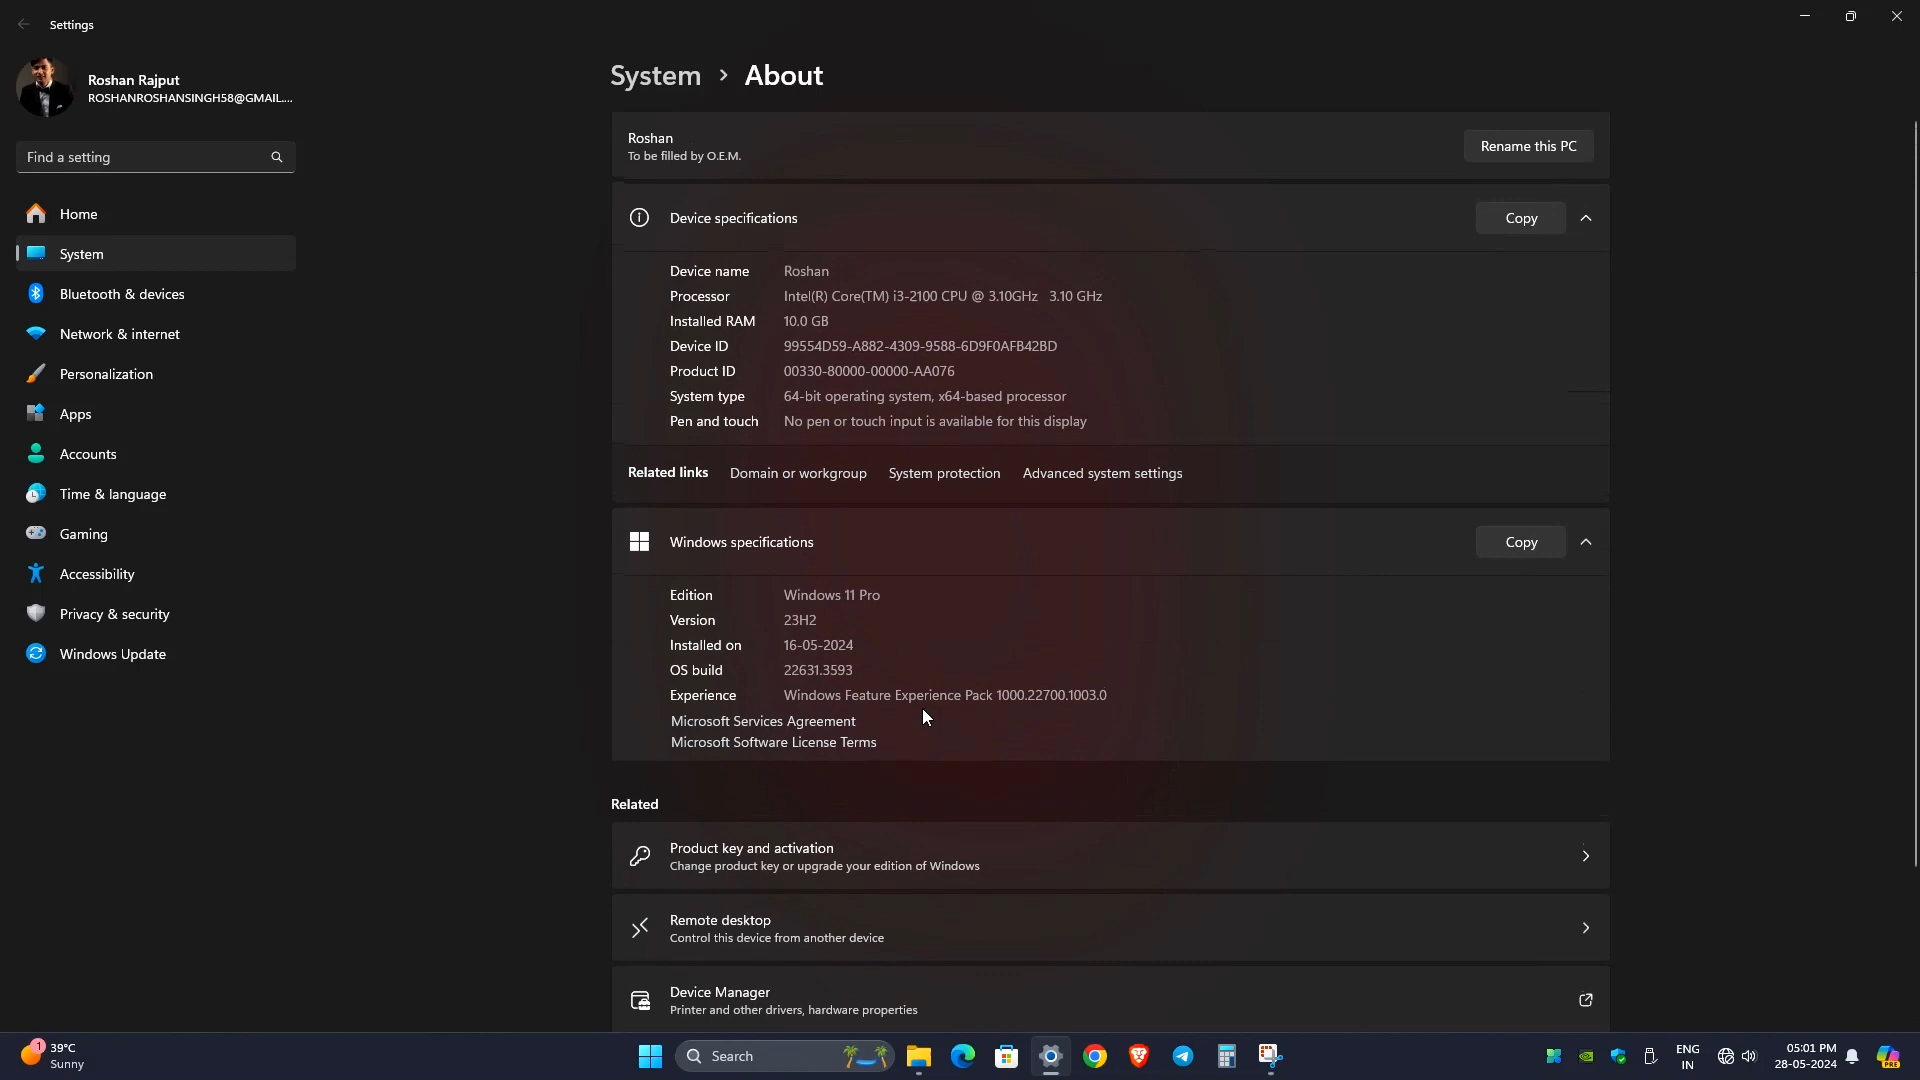 Settings
Roshan Rajput
ROSHANROSHANSINGH58@GMAIL...
Find a setting
Home
System
Bluetooth & devices
Network & internet
Personalization
Apps
Accounts
Time & language
Gaming
Accessibility
Privacy & security
Windows Update
System > About
Roshan
To be filled by O.E.M.
Rename this PC
Device specifications
Copy
Device name Roshan
Processor Intel(R) Core(TM) i3-2100 CPU @ 3.10GHz 3.10 GHz
Installed RAM 10.0 GB
Device ID 99554D59-A882-4309-9588-6D9F0AFB42BD
Product ID 00330-80000-00000-AA076
System type 64-bit operating system, x64-based processor
Pen and touch No pen or touch input is available for this display
Related links Domain or workgroup System protection Advanced system settings
Windows specifications
Copy
Edition Windows 11 Pro
Version 23H2
Installed on 16-05-2024
OS build 22631.3593
Experience Windows Feature Experience Pack 1000.22700.1003.0
Microsoft Services Agreement
Microsoft Software License Terms
Related
Product key and activation
Change product key or upgrade your edition of Windows
Remote desktop
Control this device from another device
Device Manager
Printer and other drivers, hardware properties
1
39°C
Sunny
Search
ENG
IN
05:01 PM
28-05-2024
PRE